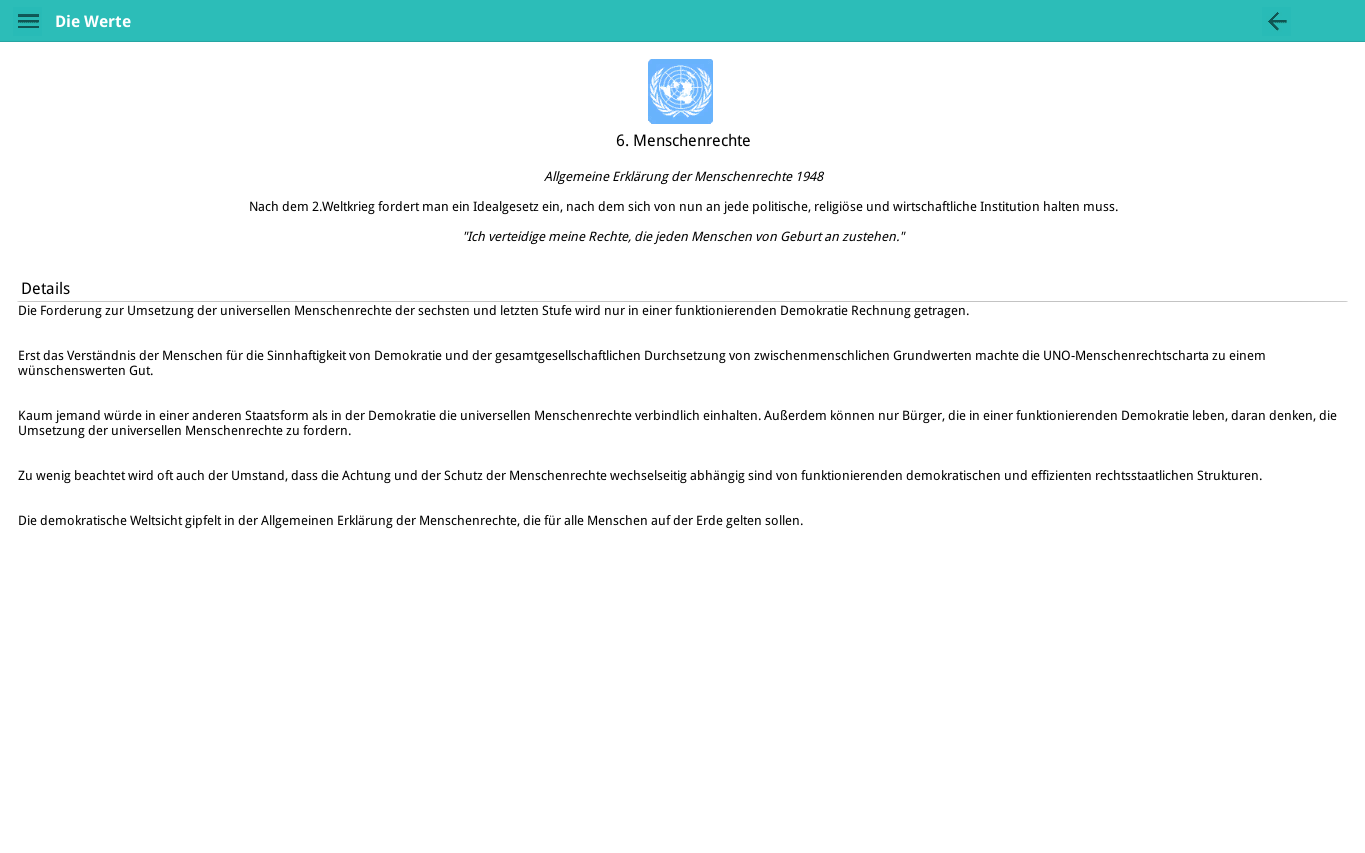 Die Werte
6. Menschenrechte
Allgemeine Erklärung der Menschenrechte 1948
Nach dem 2.Weltkrieg fordert man ein Idealgesetz ein, nach dem sich von nun an jede politische, religiöse und wirtschaftliche Institution halten muss.
"Ich verteidige meine Rechte, die jeden Menschen von Geburt an zustehen."
Details
Die Forderung zur Umsetzung der universellen Menschenrechte der sechsten und letzten Stufe wird nur in einer funktionierenden Demokratie Rechnung getragen.
Erst das Verständnis der Menschen für die Sinnhaftigkeit von Demokratie und der gesamtgesellschaftlichen Durchsetzung von zwischenmenschlichen Grundwerten machte die UNO-Menschenrechtscharta zu einem
wünschenswerten Gut.
Kaum jemand würde in einer anderen Staatsform als in der Demokratie die universellen Menschenrechte verbindlich einhalten. Außerdem können nur Bürger, die in einer funktionierenden Demokratie leben, daran denken, die
Umsetzung der universellen Menschenrechte zu fordern.
Zu wenig beachtet wird oft auch der Umstand, dass die Achtung und der Schutz der Menschenrechte wechselseitig abhängig sind von funktionierenden demokratischen und effizienten rechtsstaatlichen Strukturen.
Die demokratische Weltsicht gipfelt in der Allgemeinen Erklärung der Menschenrechte, die für alle Menschen auf der Erde gelten sollen.